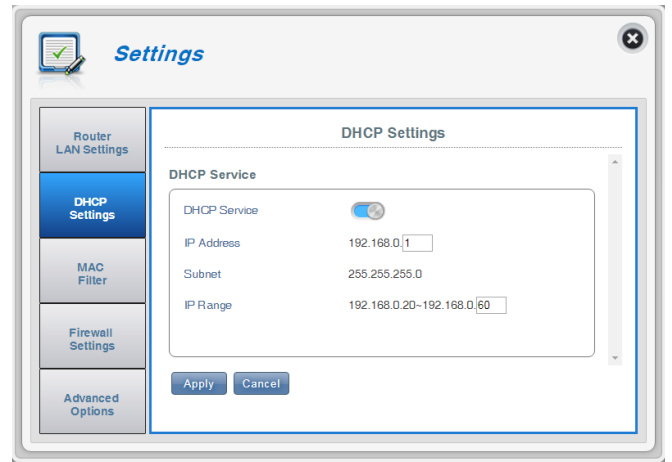 Settings
Router
LAN Settings
DHCP
Settings
MAC
Filter
Firewall
Settings
Advanced
Options
DHCP Settings
DHCP Service
DHCP Service
IP Address 192.168.0.1
Subnet 255.255.255.0
IP Range 192.168.0.20~192.168.0.60
Apply Cancel